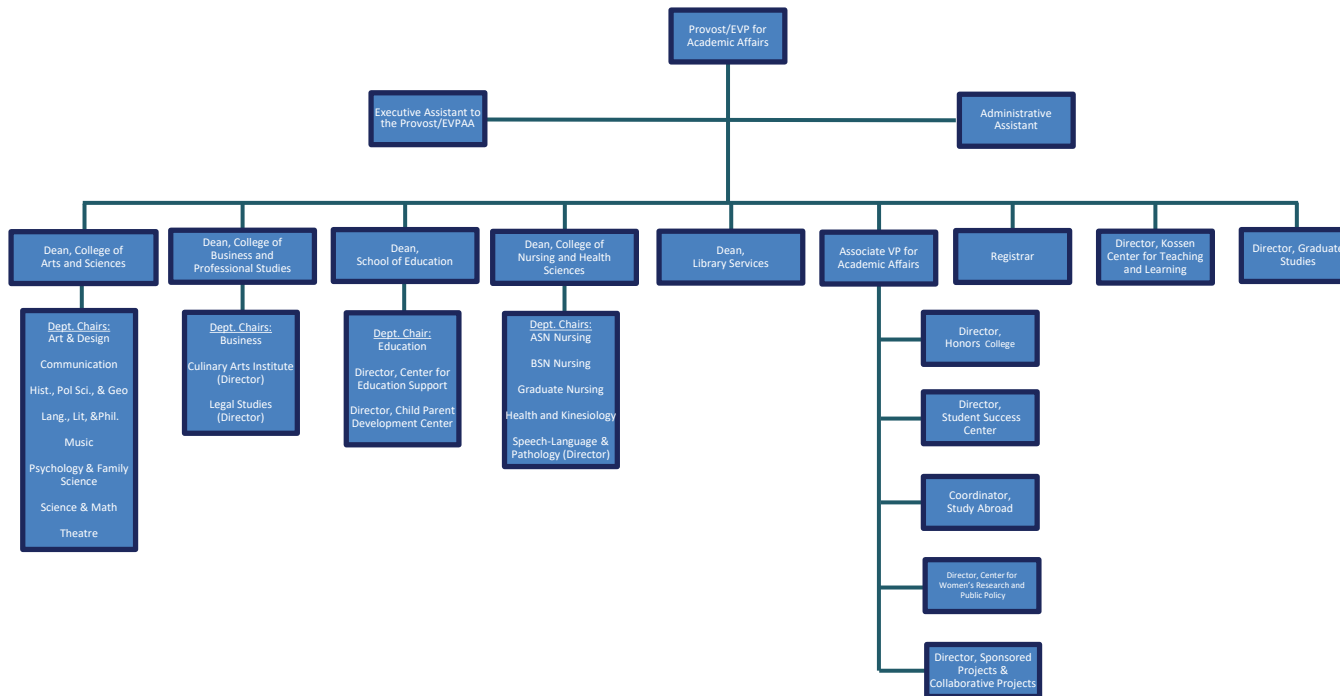 Provost/EVP for
Academic Affairs
Executive Assistant to
the Provost/EVPAA
Administrative
Assistant
Dean, College of
Arts and Sciences
Dean, College of
Business and
Professional Studies
Dean,
School of Education
Dean, College of
Nursing and Health
Sciences
Dean,
Library Services
Associate VP for
Academic Affairs
Registrar
Director, Kossen
Center for Teaching
and Learning
Director, Graduate
Studies
Dept. Chairs:
Art & Design
Communication
Hist., Pol Sci., & Geo
Lang., Lit, &Phil.
Music
Psychology & Family
Science
Science & Math
Theatre
Dept. Chairs:
Business
Culinary Arts Institute
(Director)
Legal Studies
(Director)
Dept. Chair:
Education
Director, Center for
Education Support
Director, Child Parent
Development Center
Dept. Chairs:
ASN Nursing
BSN Nursing
Graduate Nursing
Health and Kinesiology
Speech-Language &
Pathology (Director)
Director,
Honors College
Director,
Student Success
Center
Coordinator,
Study Abroad
Director, Center for
Women's Research and
Public Policy
Director, Sponsored
Projects &
Collaborative Projects